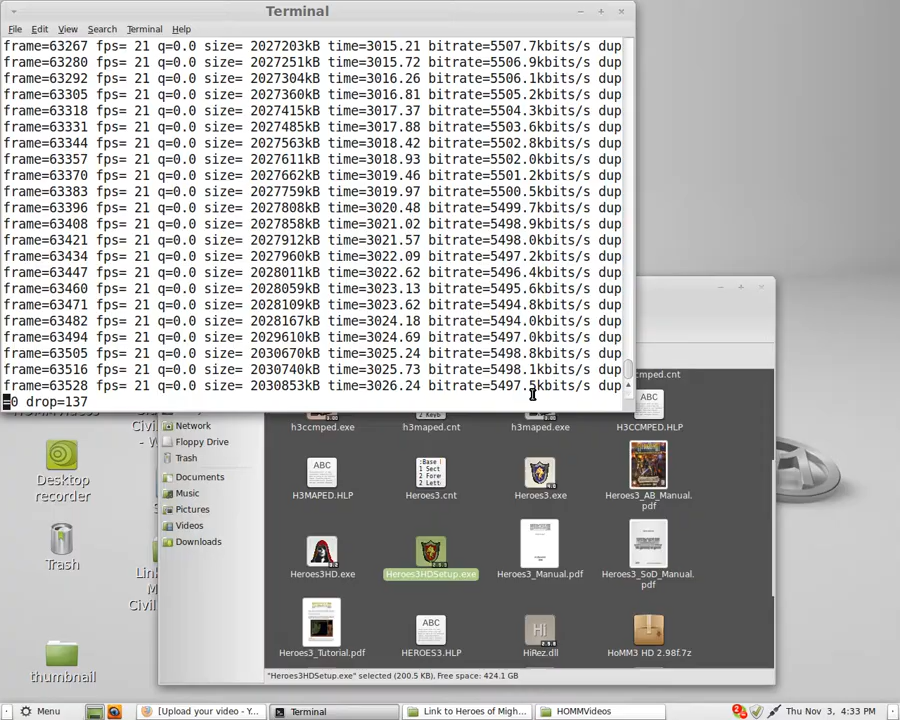 Terminal
File Edit View Search Terminal Help
frame=63267 fps= 21 q=0.0 size= 2027203kB time=3015.21 bitrate=5507.7kbits/s dup
frame=63280 fps= 21 q=0.0 size= 2027251kB time=3015.72 bitrate=5506.9kbits/s dup
frame=63292 fps= 21 q=0.0 size= 2027304kB time=3016.26 bitrate=5506.1kbits/s dup
frame=63305 fps= 21 q=0.0 size= 2027360kB time=3016.81 bitrate=5505.2kbits/s dup
frame=63318 fps= 21 q=0.0 size= 2027415kB time=3017.37 bitrate=5504.3kbits/s dup
frame=63331 fps= 21 q=0.0 size= 2027485kB time=3017.88 bitrate=5503.6kbits/s dup
frame=63344 fps= 21 q=0.0 size= 2027563kB time=3018.42 bitrate=5502.8kbits/s dup
frame=63357 fps= 21 q=0.0 size= 2027611kB time=3018.93 bitrate=5502.0kbits/s dup
frame=63370 fps= 21 q=0.0 size= 2027662kB time=3019.46 bitrate=5501.2kbits/s dup
frame=63383 fps= 21 q=0.0 size= 2027759kB time=3019.97 bitrate=5500.5kbits/s dup
frame=63396 fps= 21 q=0.0 size= 2027808kB time=3020.48 bitrate=5499.7kbits/s dup
frame=63408 fps= 21 q=0.0 size= 2027858kB time=3021.02 bitrate=5498.9kbits/s dup
frame=63421 fps= 21 q=0.0 size= 2027912kB time=3021.57 bitrate=5498.0kbits/s dup
frame=63434 fps= 21 q=0.0 size= 2027960kB time=3022.09 bitrate=5497.2kbits/s dup
frame=63447 fps= 21 q=0.0 size= 2028011kB time=3022.62 bitrate=5496.4kbits/s dup
frame=63460 fps= 21 q=0.0 size= 2028059kB time=3023.13 bitrate=5495.6kbits/s dup
frame=63471 fps= 21 q=0.0 size= 2028109kB time=3023.62 bitrate=5494.8kbits/s dup
frame=63482 fps= 21 q=0.0 size= 2028167kB time=3024.18 bitrate=5494.0kbits/s dup
frame=63494 fps= 21 q=0.0 size= 2029610kB time=3024.69 bitrate=5497.0kbits/s dup
frame=63505 fps= 21 q=0.0 size= 2030670kB time=3025.24 bitrate=5498.8kbits/s dup
frame=63516 fps= 21 q=0.0 size= 2030740kB time=3025.73 bitrate=5498.1kbits/s dup
frame=63528 fps= 21 q=0.0 size= 2030853kB time=3026.24 bitrate=5497.5kbits/s dup
=0 drop=137
Network
Floppy Drive
Trash
Documents
Music
Pictures
Videos
Downloads
Desktop
recorder
Trash
thumbnail
Civil
Link
Civil
h3ccmped.exe h3maped.cnt h3maped.exe H3CCMPED.HLP
ABC
ABC
H3MAPED.HLP Heroes3.cnt Heroes3.exe Heroes3_AB_Manual.
pdf
Heroes3HD.exe Heroes3HDSetup.exe Heroes3_Manual.pdf Heroes3_SoD_Manual.
pdf
ABC
Hi
Heroes3_Tutorial.pdf HEROES3.HLP HiRez.dll HoMM3 HD 2.98f.7z
"Heroes3HDSetup.exe" selected (200.5 KB), Free space: 424.1 GB
Menu [Upload your video - Y... Terminal Link to Heroes of Migh... HOMMVideos 2 Thu Nov 3, 4:33 PM